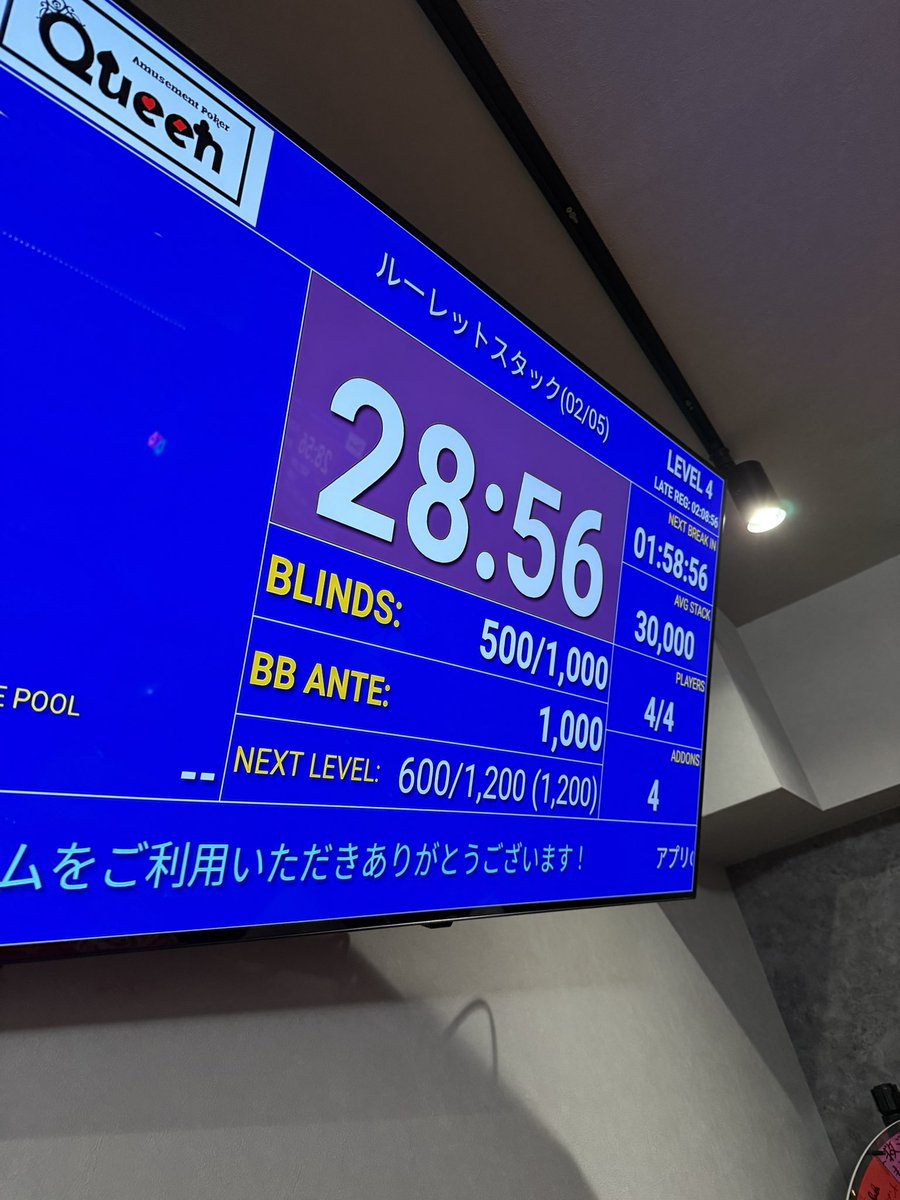 Amusement Poker
Queen
ルーレットスタック(02/05)
28:56
BLINDS:
500/1,000
BB ANTE:
1,000
NEXT LEVEL: 600/1,200 (1,200)
LEVEL 4
LATE REG: 02:08:56
NEXT BREAK IN
01:58:56
AVG STACK
30,000
PLAYERS
4/4
ADDONS
4
E POOL
--
ムをご利用いただきありがとうございます！
アプリ